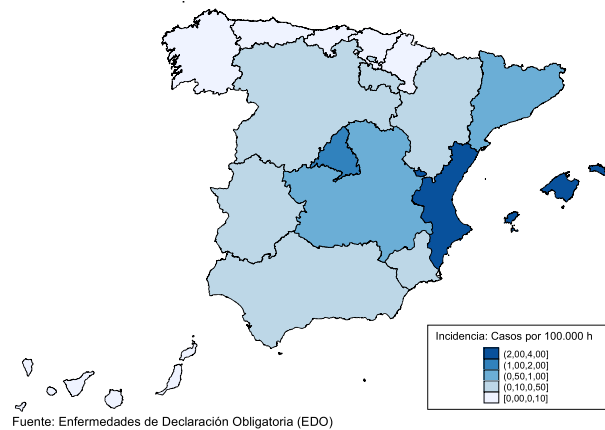 Incidencia: Casos por 100.000 h
(2,00,4,00]
(1,00,2,00]
(0,50,1,00]
(0,10,0,50]
[0,00,0,10]
Fuente: Enfermedades de Declaración Obligatoria (EDO)